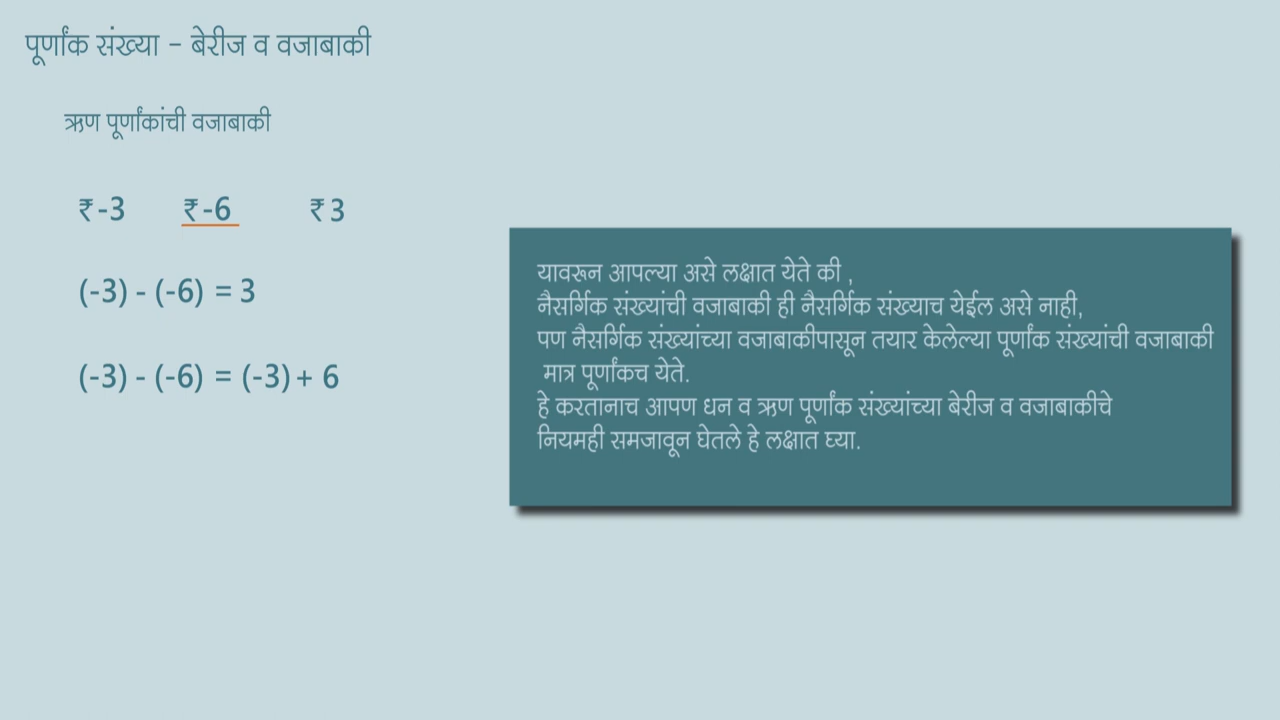 पूर्णांक संख्या - बेरीज व वजाबाकी
ऋण पूर्णांकांची वजाबाकी
₹-3 ₹-6 ₹3
(-3) - (-6) = 3
(-3) - (-6) = (-3) + 6
यावरून आपल्या असे लक्षात येते की ,
नैसर्गिक संख्यांची वजाबाकी ही नैसर्गिक संख्याच येईल असे नाही,
पण नैसर्गिक संख्यांच्या वजाबाकीपासून तयार केलेल्या पूर्णांक संख्यांची वजाबाकी
मात्र पूर्णांकच येते.
हे करतानाच आपण धन व ऋण पूर्णांक संख्यांच्या बेरीज व वजाबाकीचे
नियमही समजावून घेतले हे लक्षात घ्या.